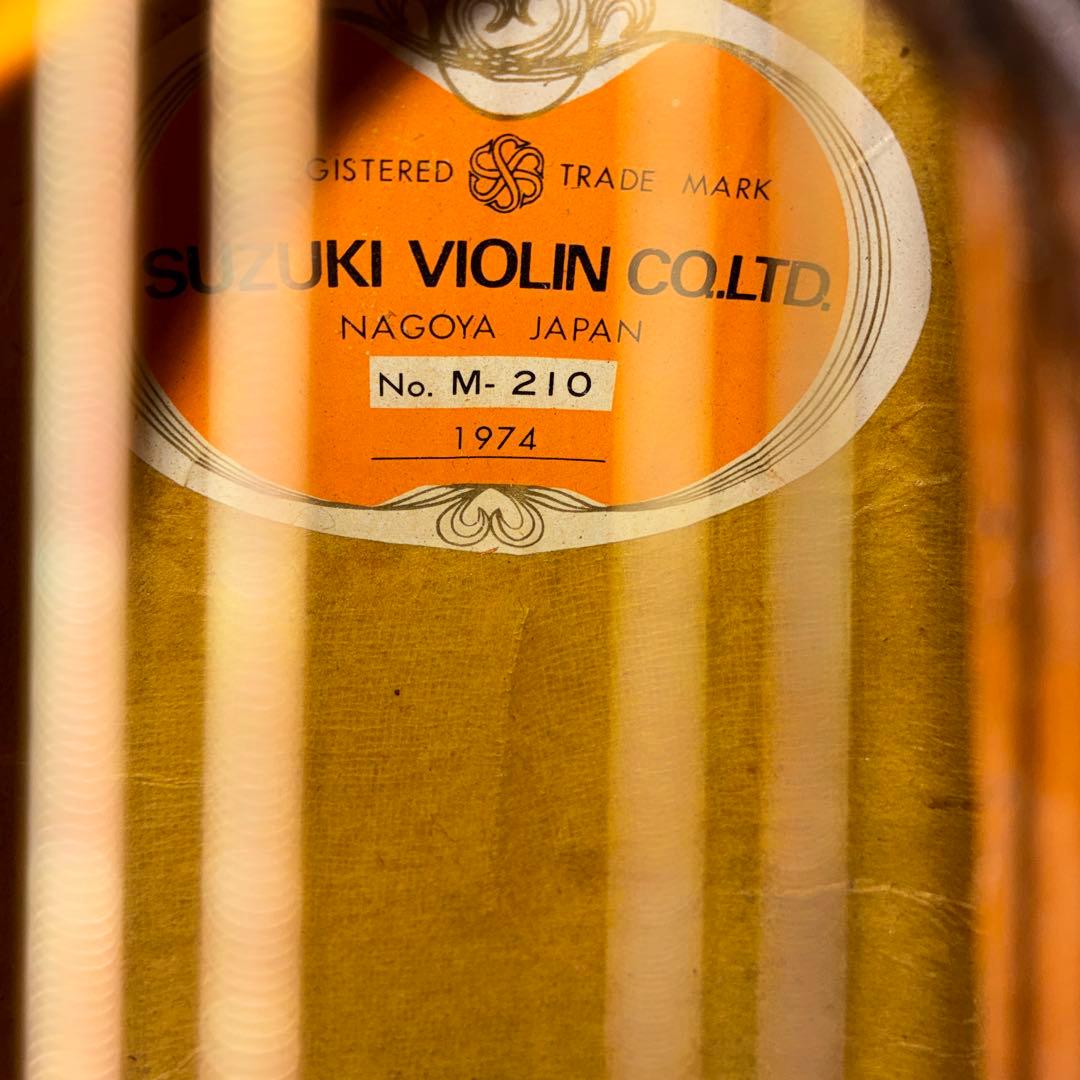 GISTERED TRADE MARK
SUZUKI VIOLIN CO.LTD.
NAGOYA JAPAN
No. M-210
1974